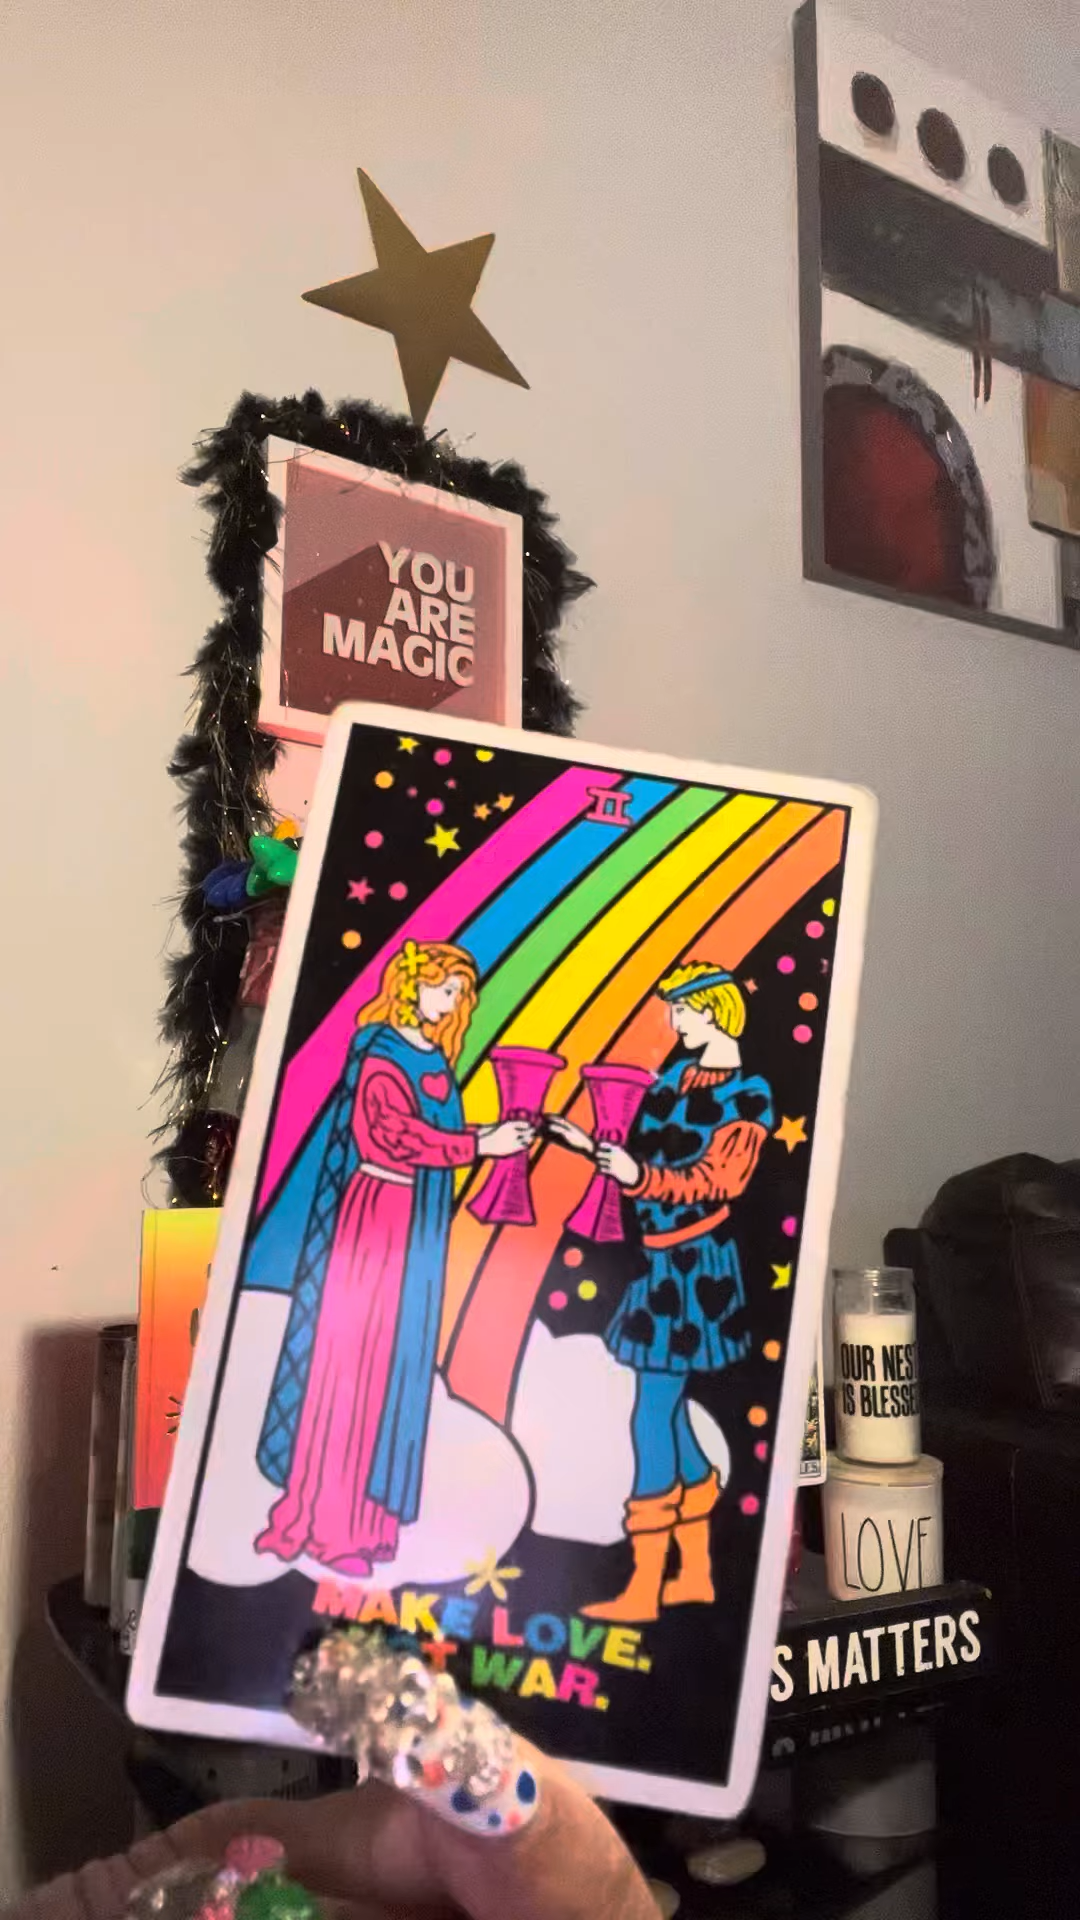 YOU
ARE
MAGIC
II
MAKE LOVE.
WAR.
OUR NEST
IS BLESSE
LOVE
S MATTERS